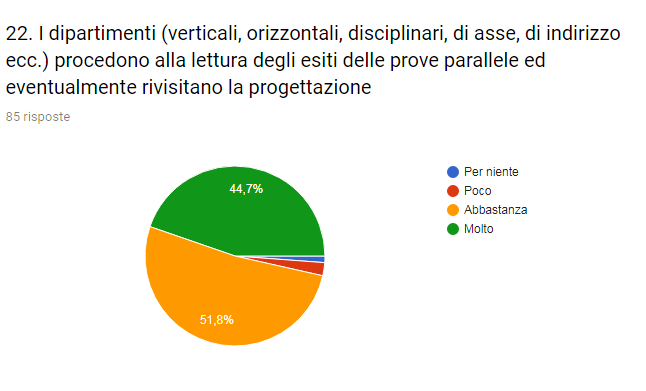 22. I dipartimenti (verticali, orizzontali, disciplinari, di asse, di indirizzo
ecc.) procedono alla lettura degli esiti delle prove parallele ed
eventualmente rivisitano la progettazione
85 risposte
44,7%
51,8%
Per niente
Poco
Abbastanza
Molto